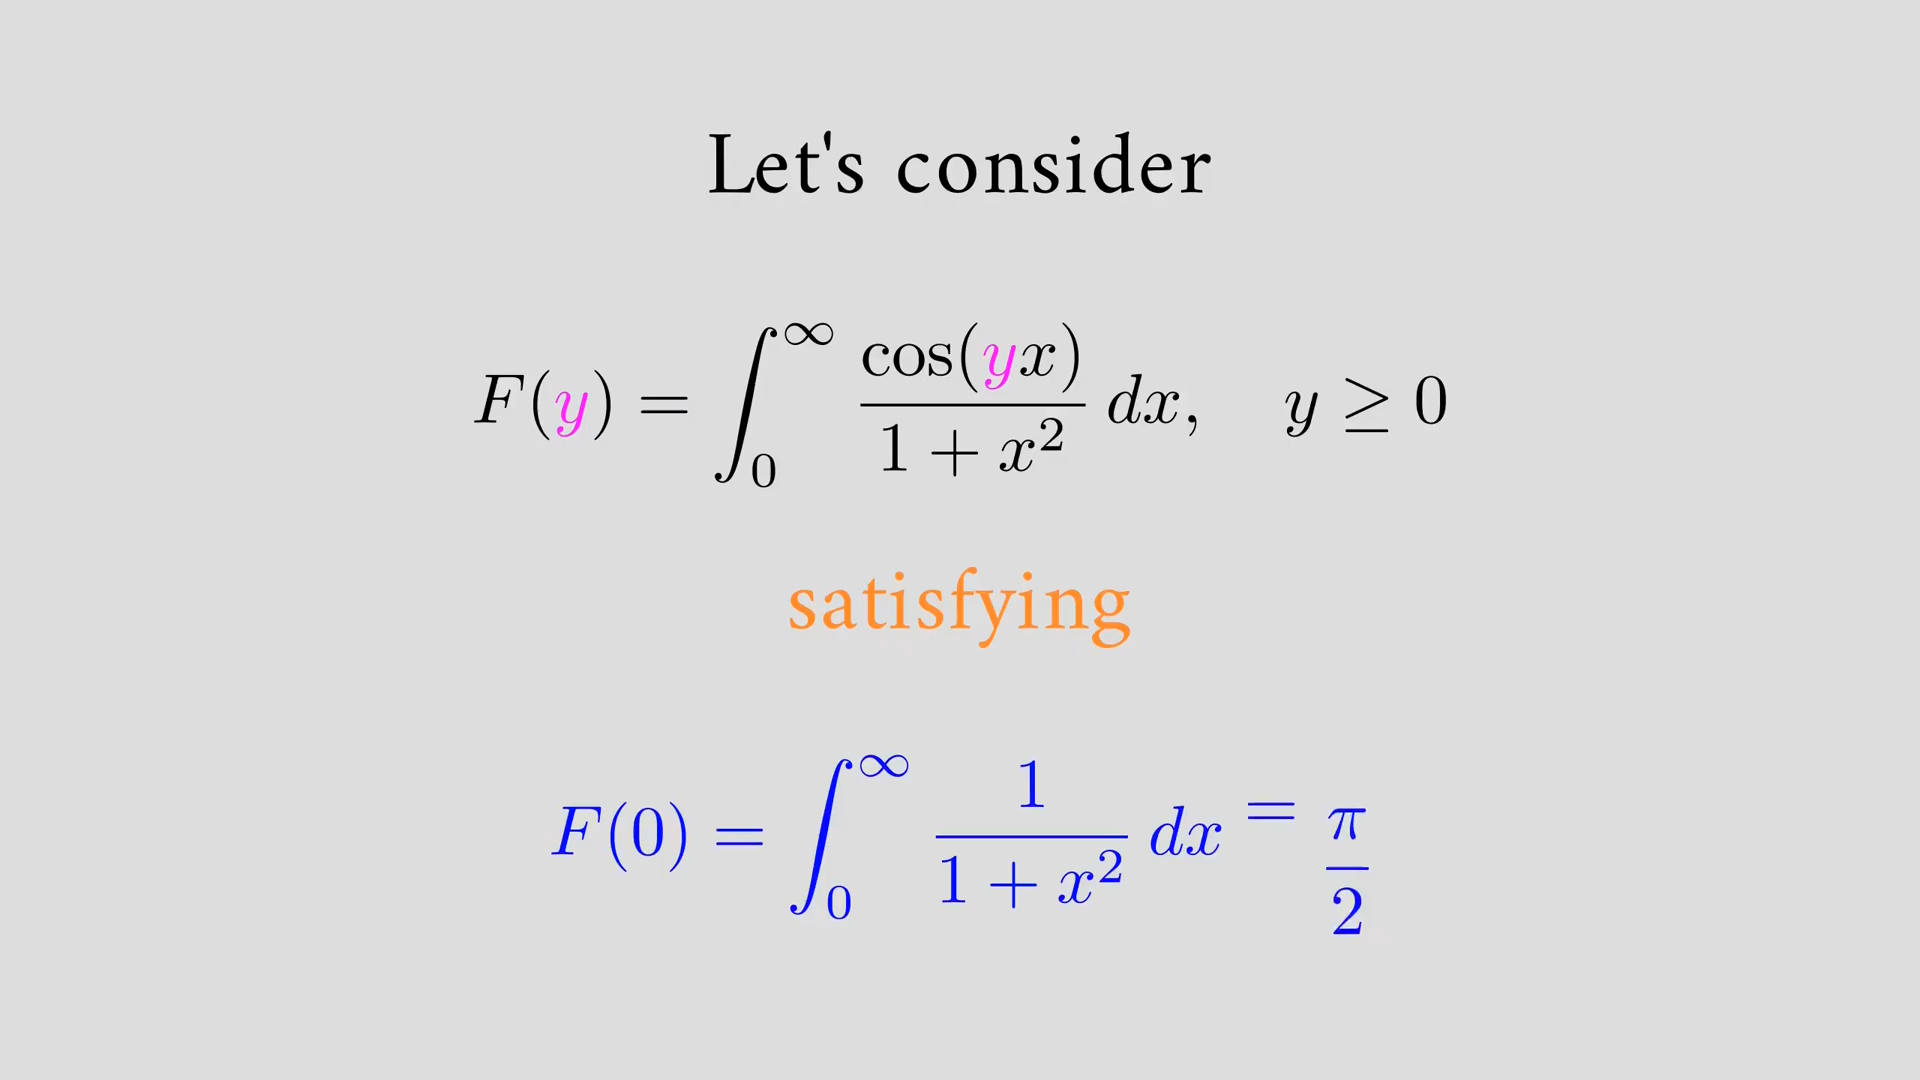 Let's consider
F(y) = ∫₀^∞ cos(yx)/(1 + x²) dx, y ≥ 0
satisfying
F(0) = ∫₀^∞ 1/(1 + x²) dx = π/2